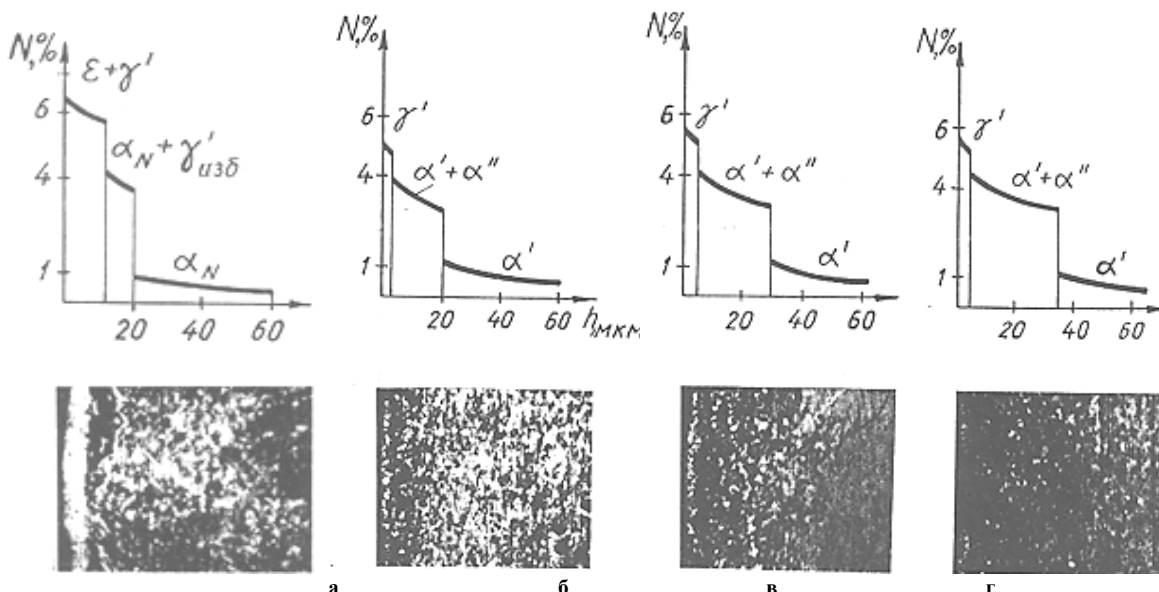 N,% N,% N,% N,%
ε+γ' γ' γ' γ'
6 6 6 6
α_N+γ'изб α'+α" α'+α" α'+α"
4 4 4 4
α_N α' α' α'
1 1 1 1
20 40 60 20 40 60 h,мкм 20 40 60 20 40 60
а б в г